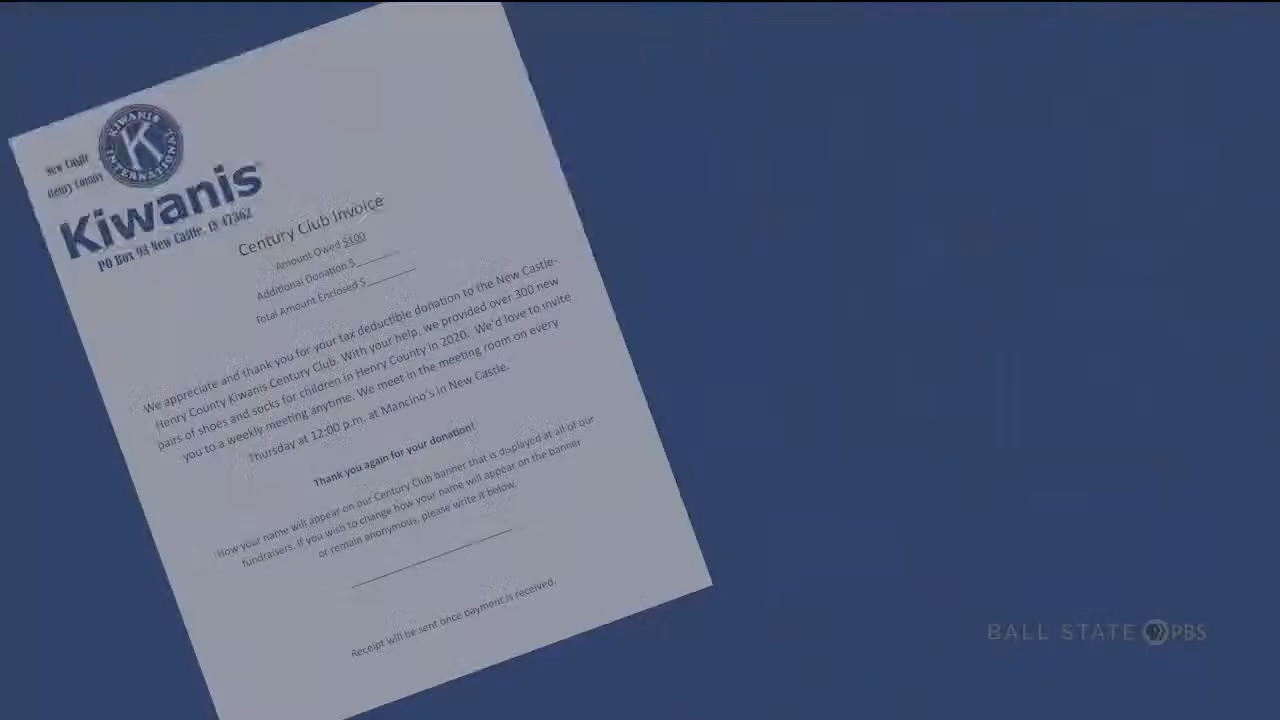 KIWANIS INTERNATIONAL
K
New Castle
Henry County
Kiwanis
PO Box 93 New Castle, IN 47362
Century Club Invoice
Amount Owed $100
Additional Donation $
Total Amount Enclosed $
We appreciate and thank you for your tax deductible donation to the New Castle-
Henry County Kiwanis Century Club. With your help, we provided over 300 new
pairs of shoes and socks for children in Henry County in 2020. We'd love to invite
you to a weekly meeting anytime. We meet in the meeting room on every
Thursday at 12:00 p.m. at Mancino's in New Castle.
Thank you again for your donation!
How your name will appear on our Century Club banner that is displayed at all of our
fundraisers. If you wish to change how your name will appear on the banner
or remain anonymous, please write it below.
Receipt will be sent once payment is received.
BALL STATE PBS